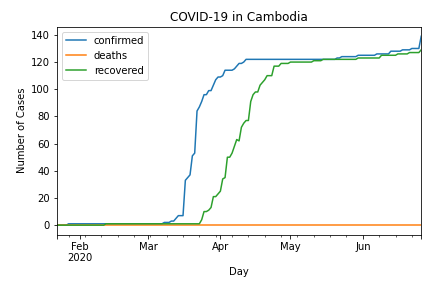 COVID-19 in Cambodia
confirmed
deaths
recovered
Number of Cases
140
120
100
80
60
40
20
0
Feb
2020
Mar
Apr
May
Jun
Day